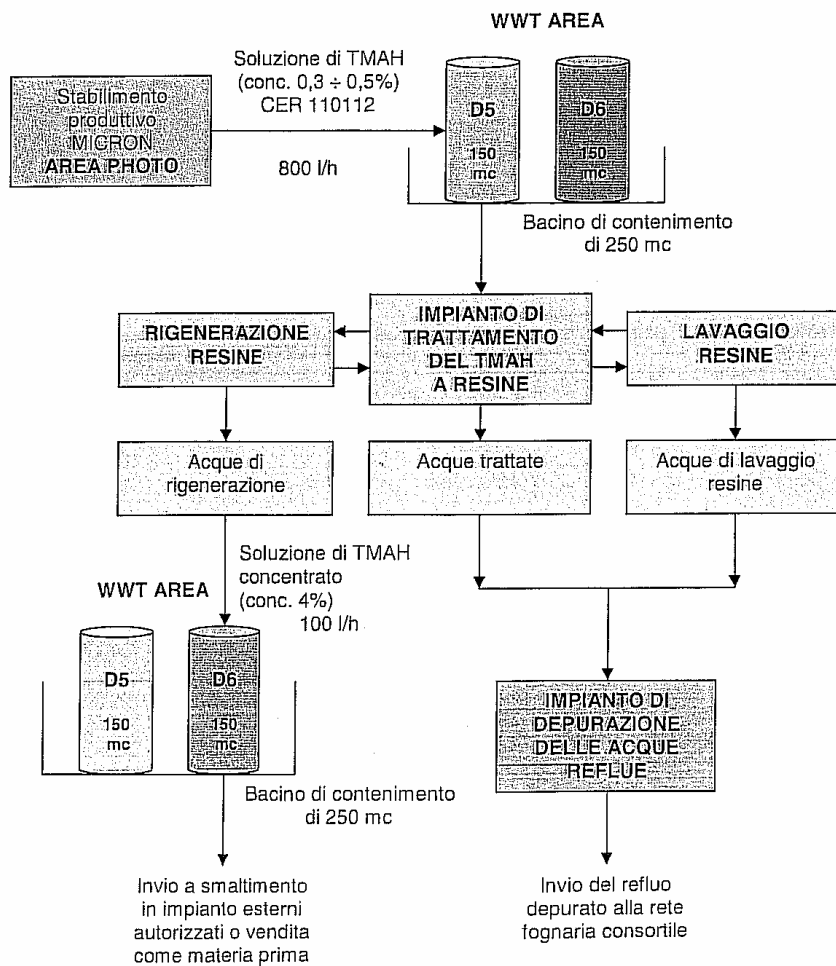 WWT AREA
Soluzione di TMAH
(conc. 0,3 ÷ 0,5%)
CER 110112
Stabilimento
produttivo
MICRON
AREA PHOTO
800 l/h
D5
150
mc
D6
150
mc
Bacino di contenimento
di 250 mc
RIGENERAZIONE
RESINE
IMPIANTO DI
TRATTAMENTO
DEL TMAH
A RESINE
LAVAGGIO
RESINE
Acque di
rigenerazione
Acque trattate
Acque di lavaggio
resine
Soluzione di TMAH
concentrato
(conc. 4%)
100 l/h
WWT AREA
D5
150
mc
D6
150
mc
Bacino di contenimento
di 250 mc
IMPIANTO DI
DEPURAZIONE
DELLE ACQUE
REFLUE
Invio a smaltimento
in impianto esterni
autorizzati o vendita
come materia prima
Invio del refluo
depurato alla rete
fognaria consortile